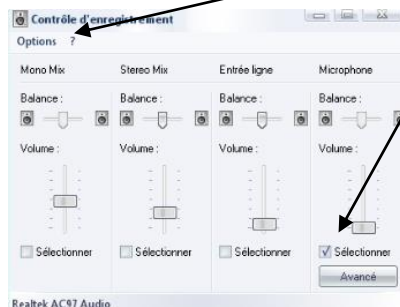 Contrôle d'enregistrement
Options ?
Mono Mix Stereo Mix Entrée ligne Microphone
Balance : Balance : Balance : Balance :
Volume : Volume : Volume : Volume :
Sélectionner Sélectionner Sélectionner Sélectionner
Avancé
Realtek AC97 Audio